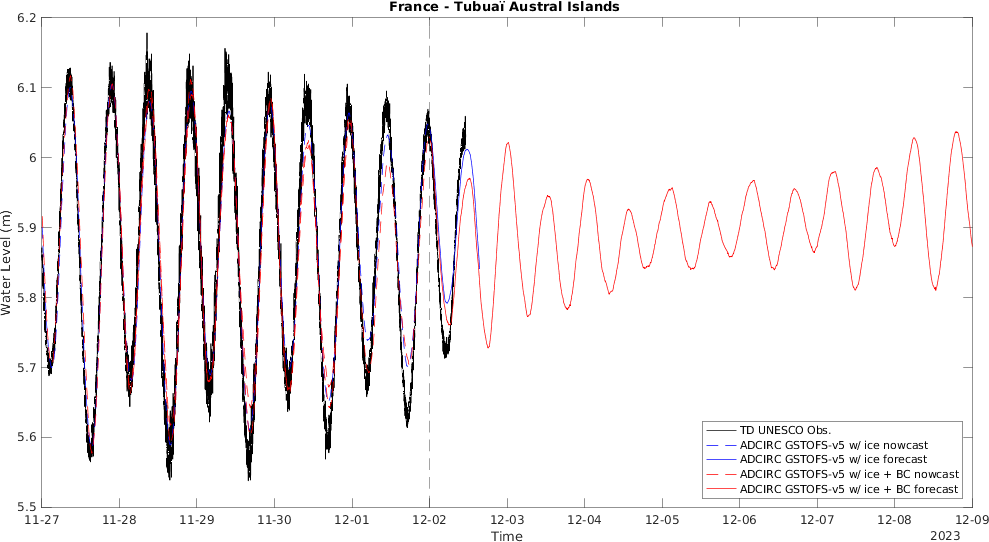 France - Tubuaï Austral Islands
6.2
6.1
6
5.9
5.8
5.7
5.6
5.5
Water Level (m)
11-27 11-28 11-29 11-30 12-01 12-02 12-03 12-04 12-05 12-06 12-07 12-08 12-09
Time
2023
TD UNESCO Obs.
ADCIRC GSTOFS-v5 w/ ice nowcast
ADCIRC GSTOFS-v5 w/ ice forecast
ADCIRC GSTOFS-v5 w/ ice + BC nowcast
ADCIRC GSTOFS-v5 w/ ice + BC forecast